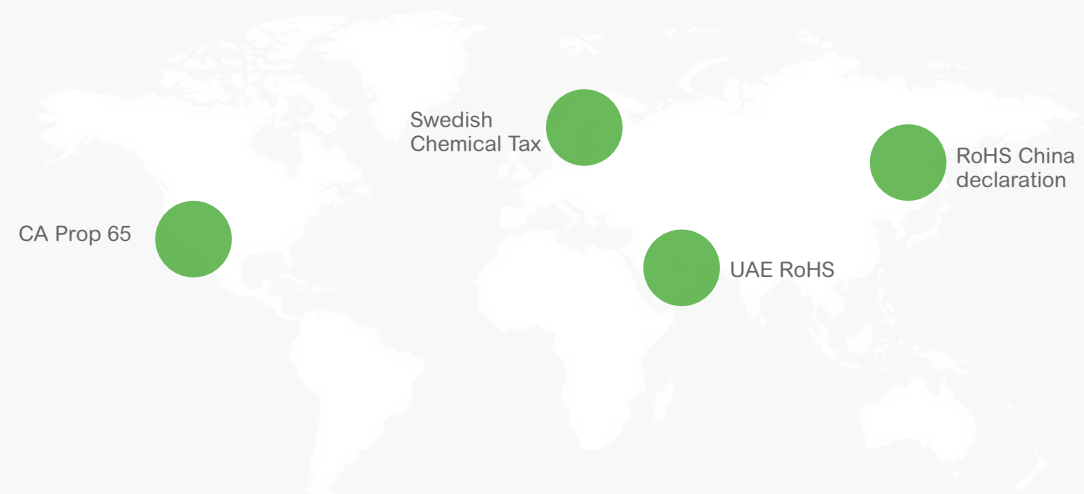 Swedish
Chemical Tax
RoHS China
declaration
CA Prop 65
UAE RoHS